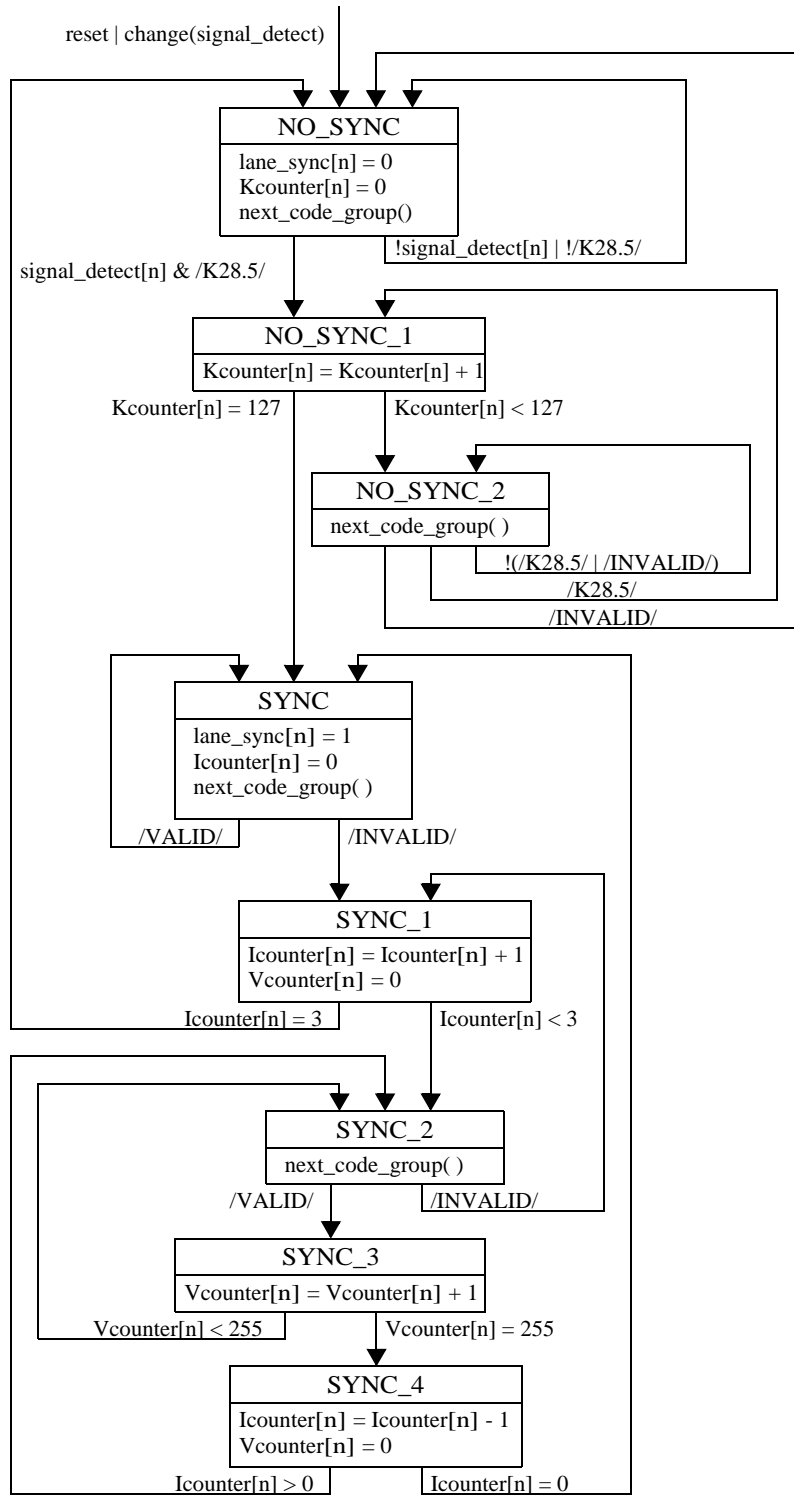 reset | change(signal_detect)
NO_SYNC
lane_sync[n] = 0
Kcounter[n] = 0
next_code_group()
!signal_detect[n] | !/K28.5/
signal_detect[n] & /K28.5/
NO_SYNC_1
Kcounter[n] = Kcounter[n] + 1
Kcounter[n] = 127
Kcounter[n] < 127
NO_SYNC_2
next_code_group( )
!(/K28.5/ | /INVALID/)
/K28.5/
/INVALID/
SYNC
lane_sync[n] = 1
Icounter[n] = 0
next_code_group( )
/VALID/
/INVALID/
SYNC_1
Icounter[n] = Icounter[n] + 1
Vcounter[n] = 0
Icounter[n] = 3
Icounter[n] < 3
SYNC_2
next_code_group( )
/VALID/
/INVALID/
SYNC_3
Vcounter[n] = Vcounter[n] + 1
Vcounter[n] < 255
Vcounter[n] = 255
SYNC_4
Icounter[n] = Icounter[n] - 1
Vcounter[n] = 0
Icounter[n] > 0
Icounter[n] = 0